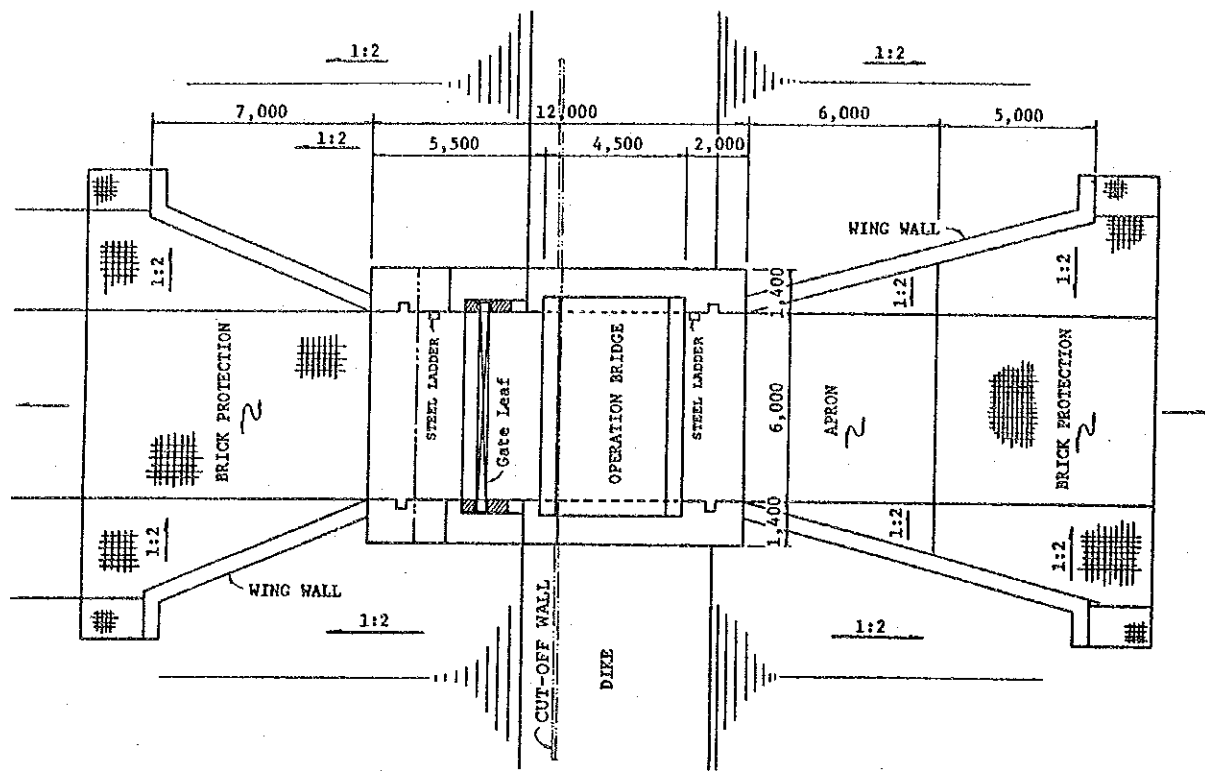 1:2
1:2
7,000
12,000
6,000
5,000
1:2
5,500
4,500
2,000
WING WALL
1:2
1:2
1:2
1,400
BRICK PROTECTION
STEEL LADDER
Gate Leaf
OPERATION BRIDGE
STEEL LADDER
6,000
APRON
BRICK PROTECTION
1:2
1,400
1:2
1:2
WING WALL
1:2
1:2
CUT-OFF WALL
DIKE